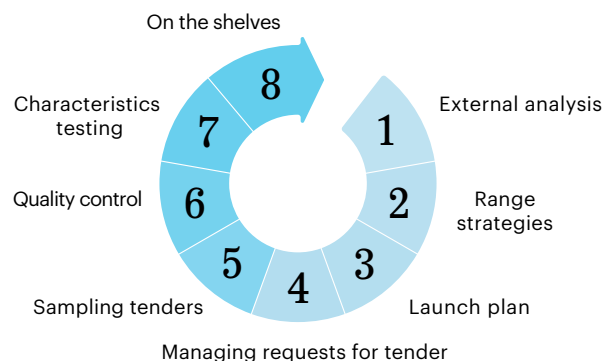 On the shelves
8
Characteristics
testing
7
External analysis
1
Quality control
6
Range
strategies
2
Sampling tenders
5
Launch plan
3
4
Managing requests for tender